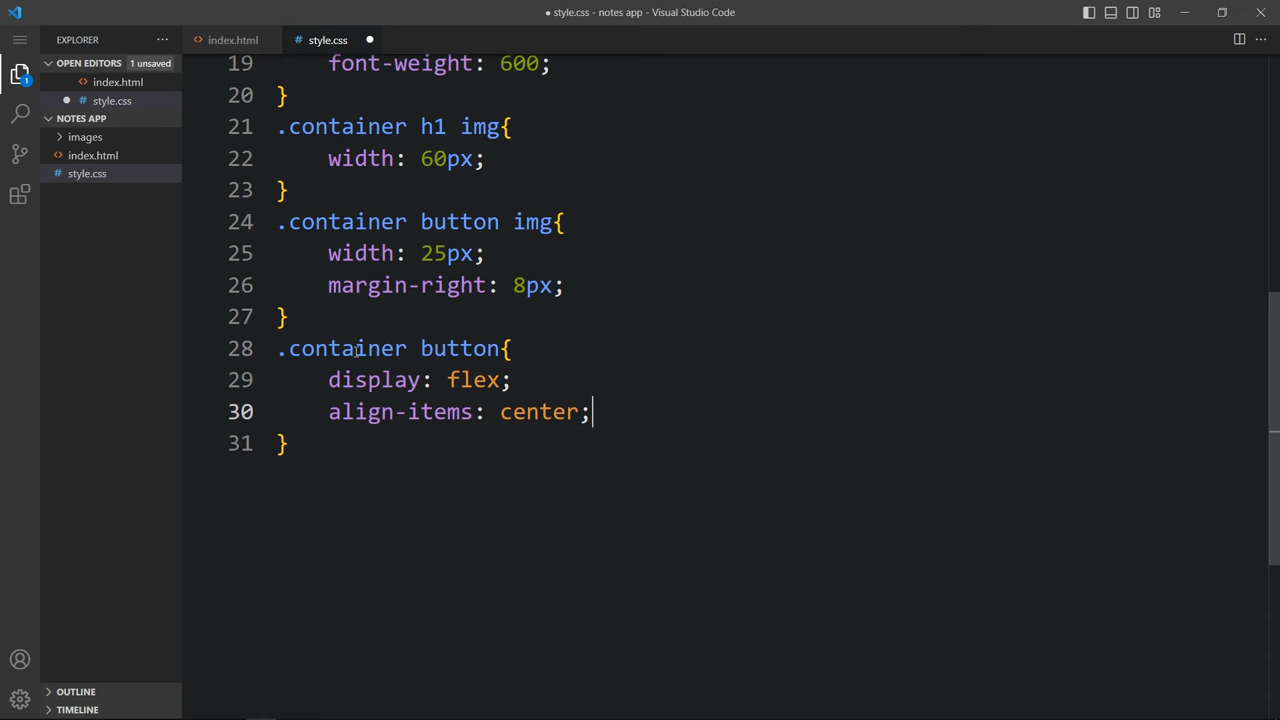 ● style.css - notes app - Visual Studio Code
EXPLORER
index.html
style.css
OPEN EDITORS 1 unsaved
index.html
style.css
NOTES APP
images
index.html
style.css
1
19 font-weight: 600;
20 }
21 .container h1 img{
22 width: 60px;
23 }
24 .container button img{
25 width: 25px;
26 margin-right: 8px;
27 }
28 .container button{
29 display: flex;
30 align-items: center;
31 }
OUTLINE
TIMELINE